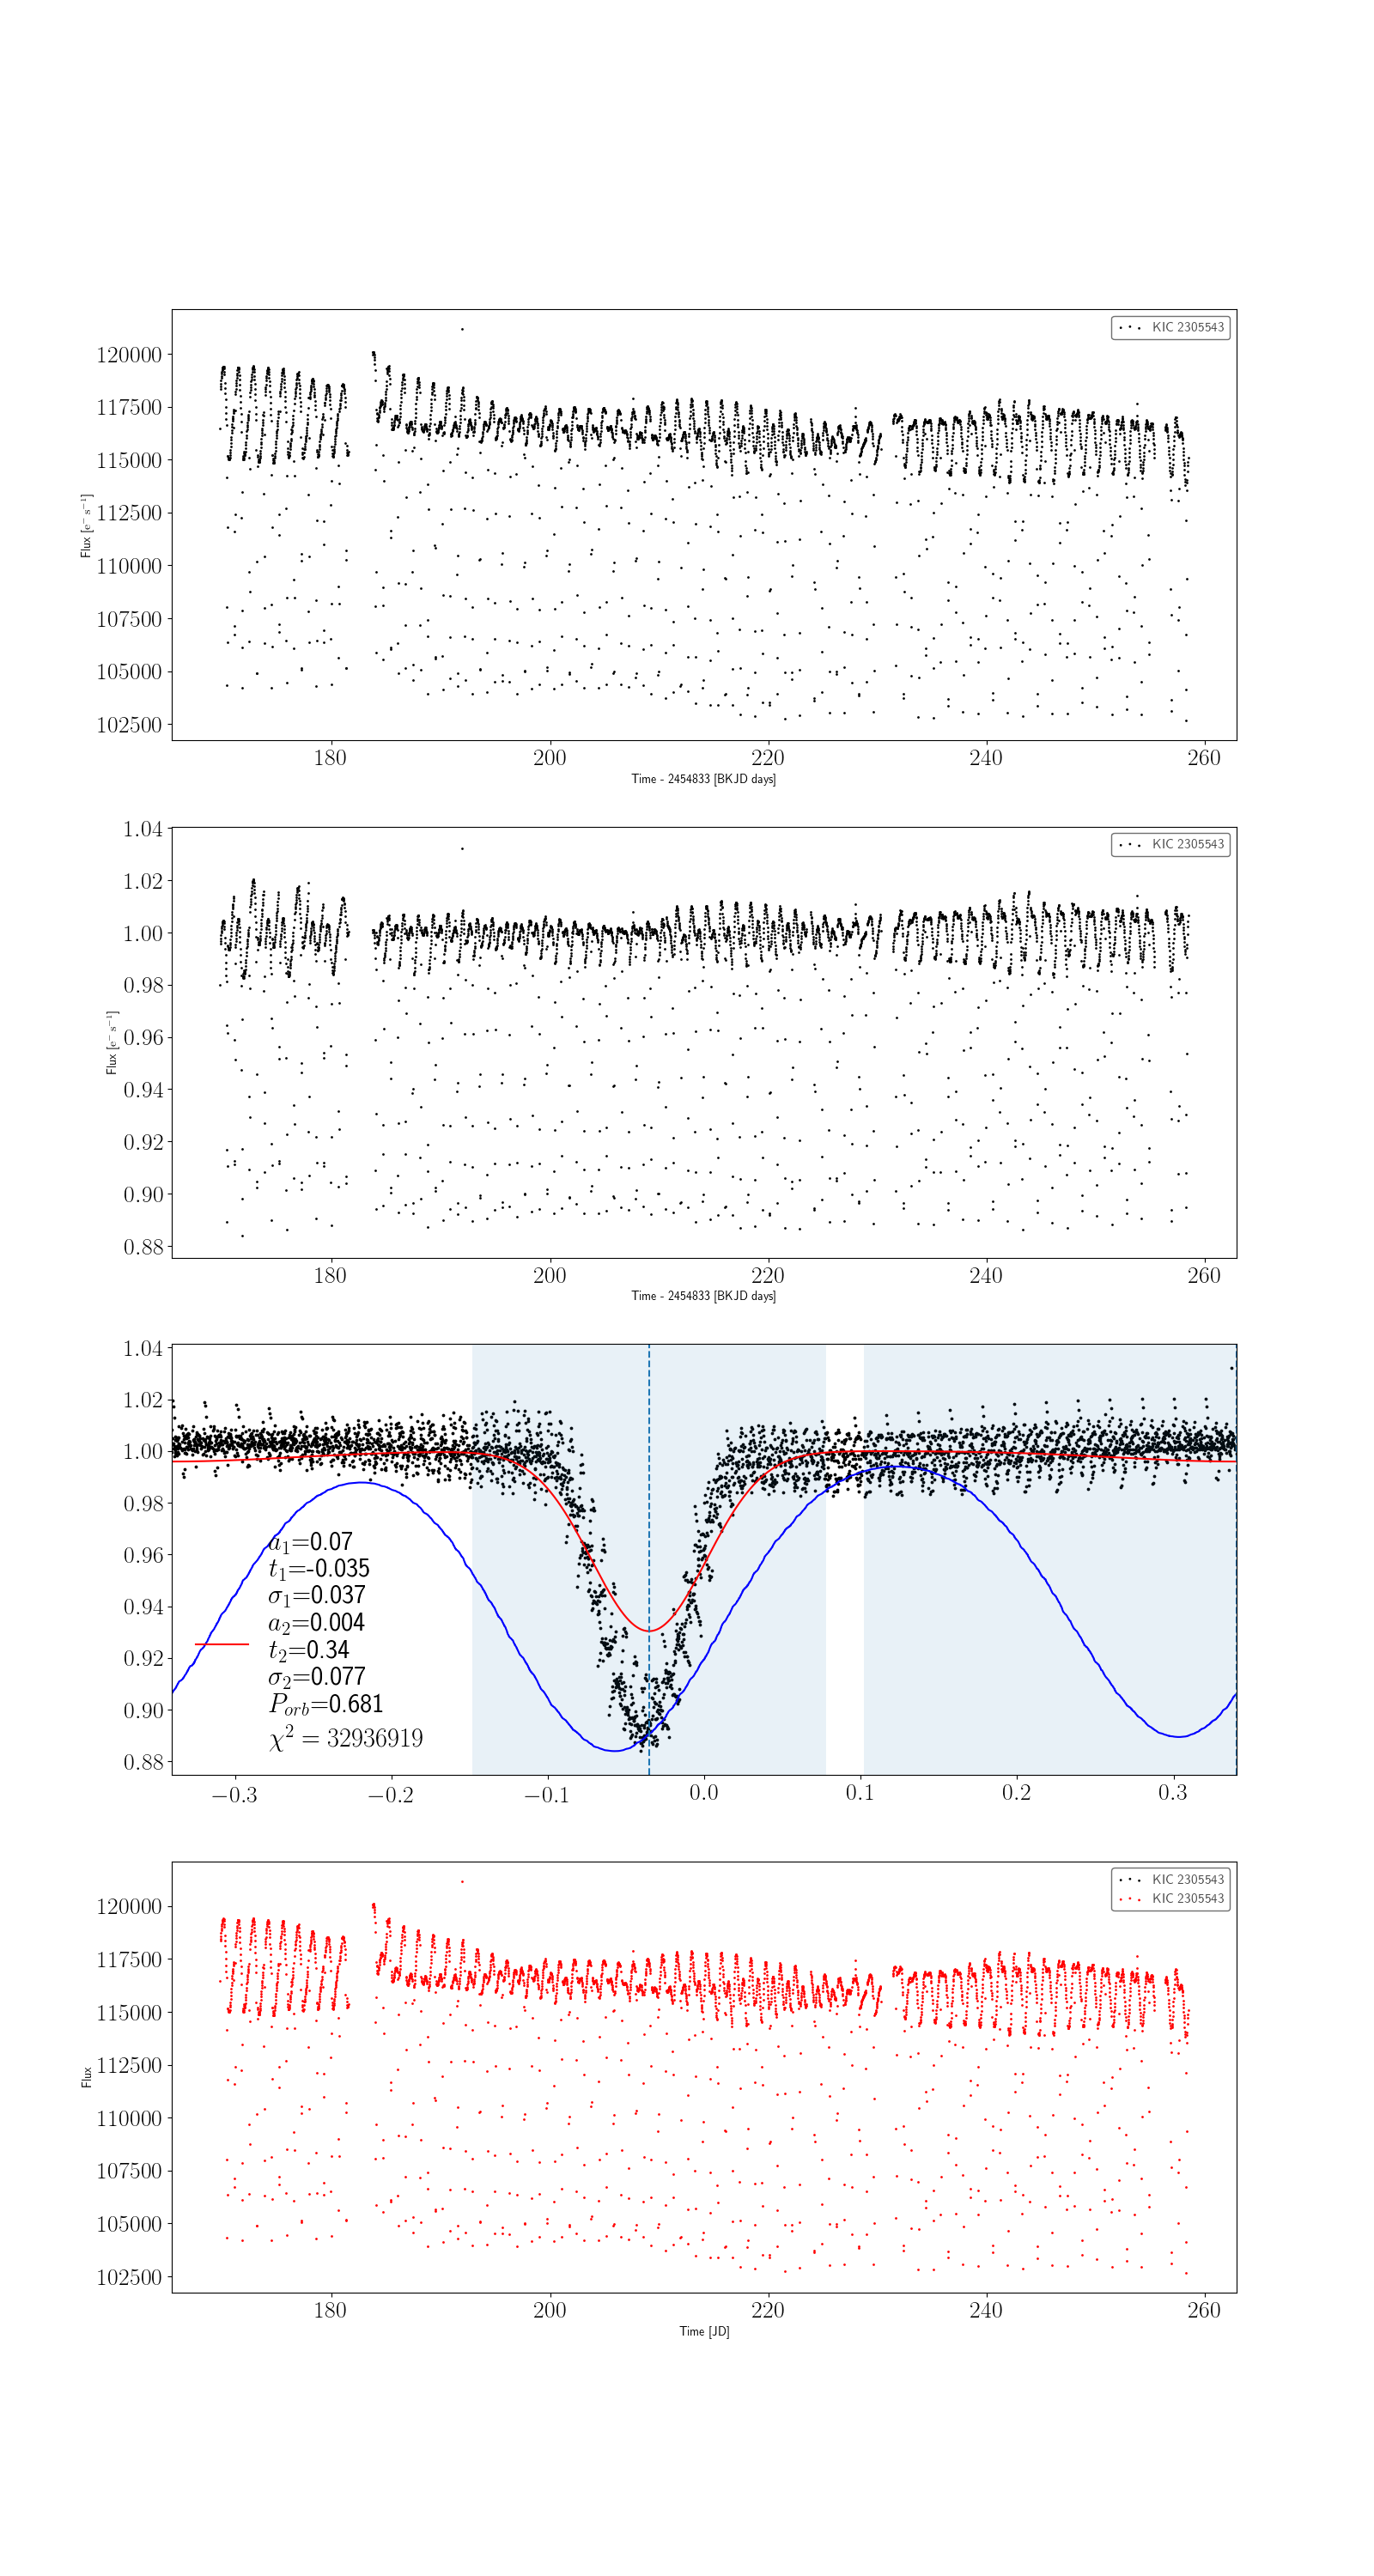 KIC 2305543
120000
117500
115000
112500
110000
107500
105000
102500
Flux [e⁻ s⁻¹]
180 200 220 240 260
Time - 2454833 [BKJD days]
KIC 2305543
1.04
1.02
1.00
0.98
0.96
0.94
0.92
0.90
0.88
Flux [e⁻ s⁻¹]
180 200 220 240 260
Time - 2454833 [BKJD days]
1.04
1.02
1.00
0.98
0.96
0.94
0.92
0.90
0.88
a₁=0.07
t₁=-0.035
σ₁=0.037
a₂=0.004
t₂=0.34
σ₂=0.077
P_orb=0.681
χ² = 32936919
−0.3 −0.2 −0.1 0.0 0.1 0.2 0.3
KIC 2305543
KIC 2305543
120000
117500
115000
112500
110000
107500
105000
102500
Flux
180 200 220 240 260
Time [JD]